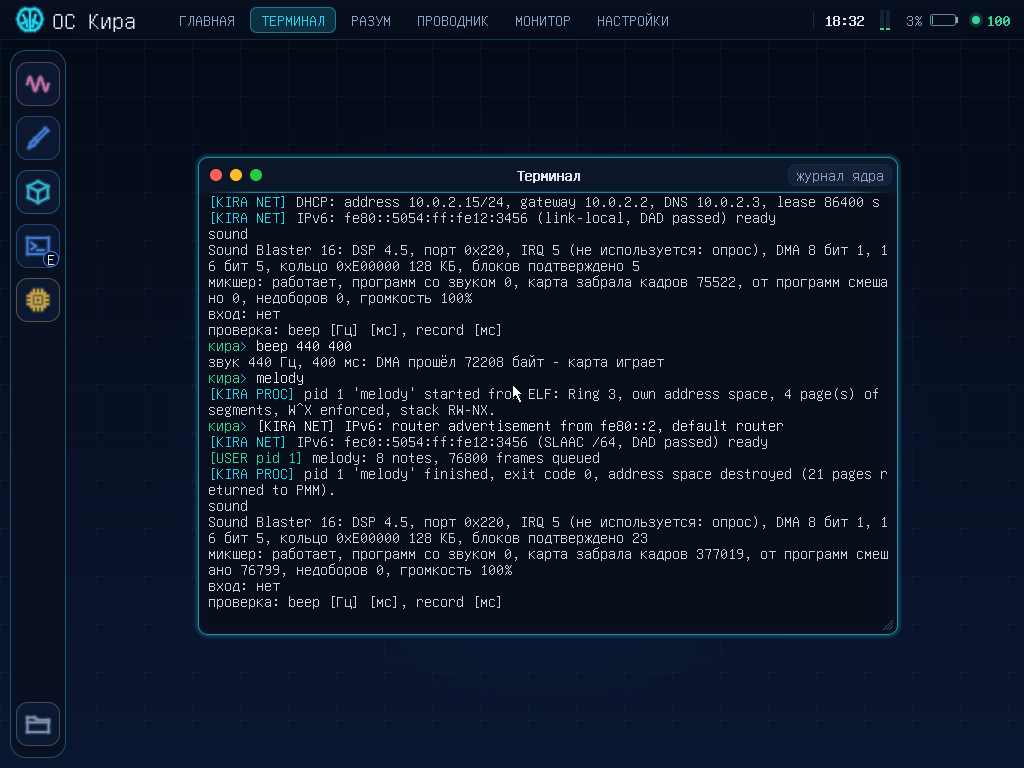 ОС Кира ГЛАВНАЯ ТЕРМИНАЛ РАЗУМ ПРОВОДНИК МОНИТОР НАСТРОЙКИ 18:32 3% 100
E
Терминал журнал ядра
[KIRA NET] DHCP: address 10.0.2.15/24, gateway 10.0.2.2, DNS 10.0.2.3, lease 86400 s
[KIRA NET] IPv6: fe80::5054:ff:fe12:3456 (link-local, DAD passed) ready
sound
Sound Blaster 16: DSP 4.5, порт 0x220, IRQ 5 (не используется: опрос), DMA 8 бит 1, 1
6 бит 5, кольцо 0xE00000 128 КБ, блоков подтверждено 5
микшер: работает, программ со звуком 0, карта забрала кадров 75522, от программ смеша
но 0, недоборов 0, громкость 100%
вход: нет
проверка: beep [Гц] [мс], record [мс]
кира> beep 440 400
звук 440 Гц, 400 мс: DMA прошёл 72208 байт - карта играет
кира> melody
[KIRA PROC] pid 1 'melody' started from ELF: Ring 3, own address space, 4 page(s) of
segments, W^X enforced, stack RW-NX.
кира> [KIRA NET] IPv6: router advertisement from fe80::2, default router
[KIRA NET] IPv6: fec0::5054:ff:fe12:3456 (SLAAC /64, DAD passed) ready
[USER pid 1] melody: 8 notes, 76800 frames queued
[KIRA PROC] pid 1 'melody' finished, exit code 0, address space destroyed (21 pages r
eturned to PMM).
sound
Sound Blaster 16: DSP 4.5, порт 0x220, IRQ 5 (не используется: опрос), DMA 8 бит 1, 1
6 бит 5, кольцо 0xE00000 128 КБ, блоков подтверждено 23
микшер: работает, программ со звуком 0, карта забрала кадров 377019, от программ смеш
ано 76799, недоборов 0, громкость 100%
вход: нет
проверка: beep [Гц] [мс], record [мс]